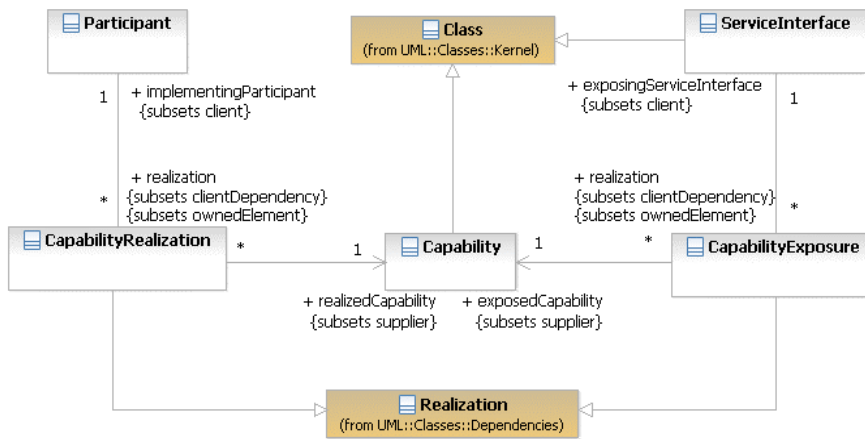 Participant
Class
(from UML::Classes::Kernel)
ServiceInterface
1
+ implementingParticipant
{subsets client}
+ exposingServiceInterface
{subsets client}
1
+ realization
{subsets clientDependency}
{subsets ownedElement}
*
+ realization
{subsets clientDependency}
{subsets ownedElement}
*
CapabilityRealization
*
1
Capability
1
*
CapabilityExposure
+ realizedCapability
{subsets supplier}
+ exposedCapability
{subsets supplier}
Realization
(from UML::Classes::Dependencies)